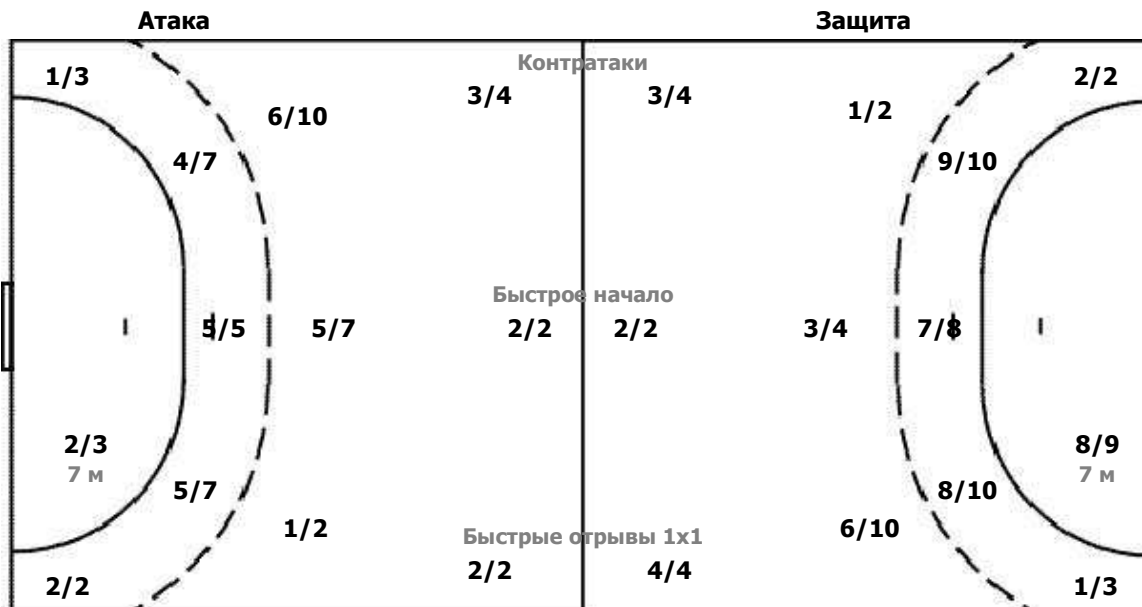 Атака Защита
Контратаки
1/3 3/4 3/4 2/2
6/10 1/2
4/7 9/10
Быстрое начало
5/5 5/7 2/2 2/2 3/4 7/8
2/3 8/9
7 м 7 м
5/7 8/10
1/2 Быстрые отрывы 1x1 6/10
2/2 4/4
2/2 1/3